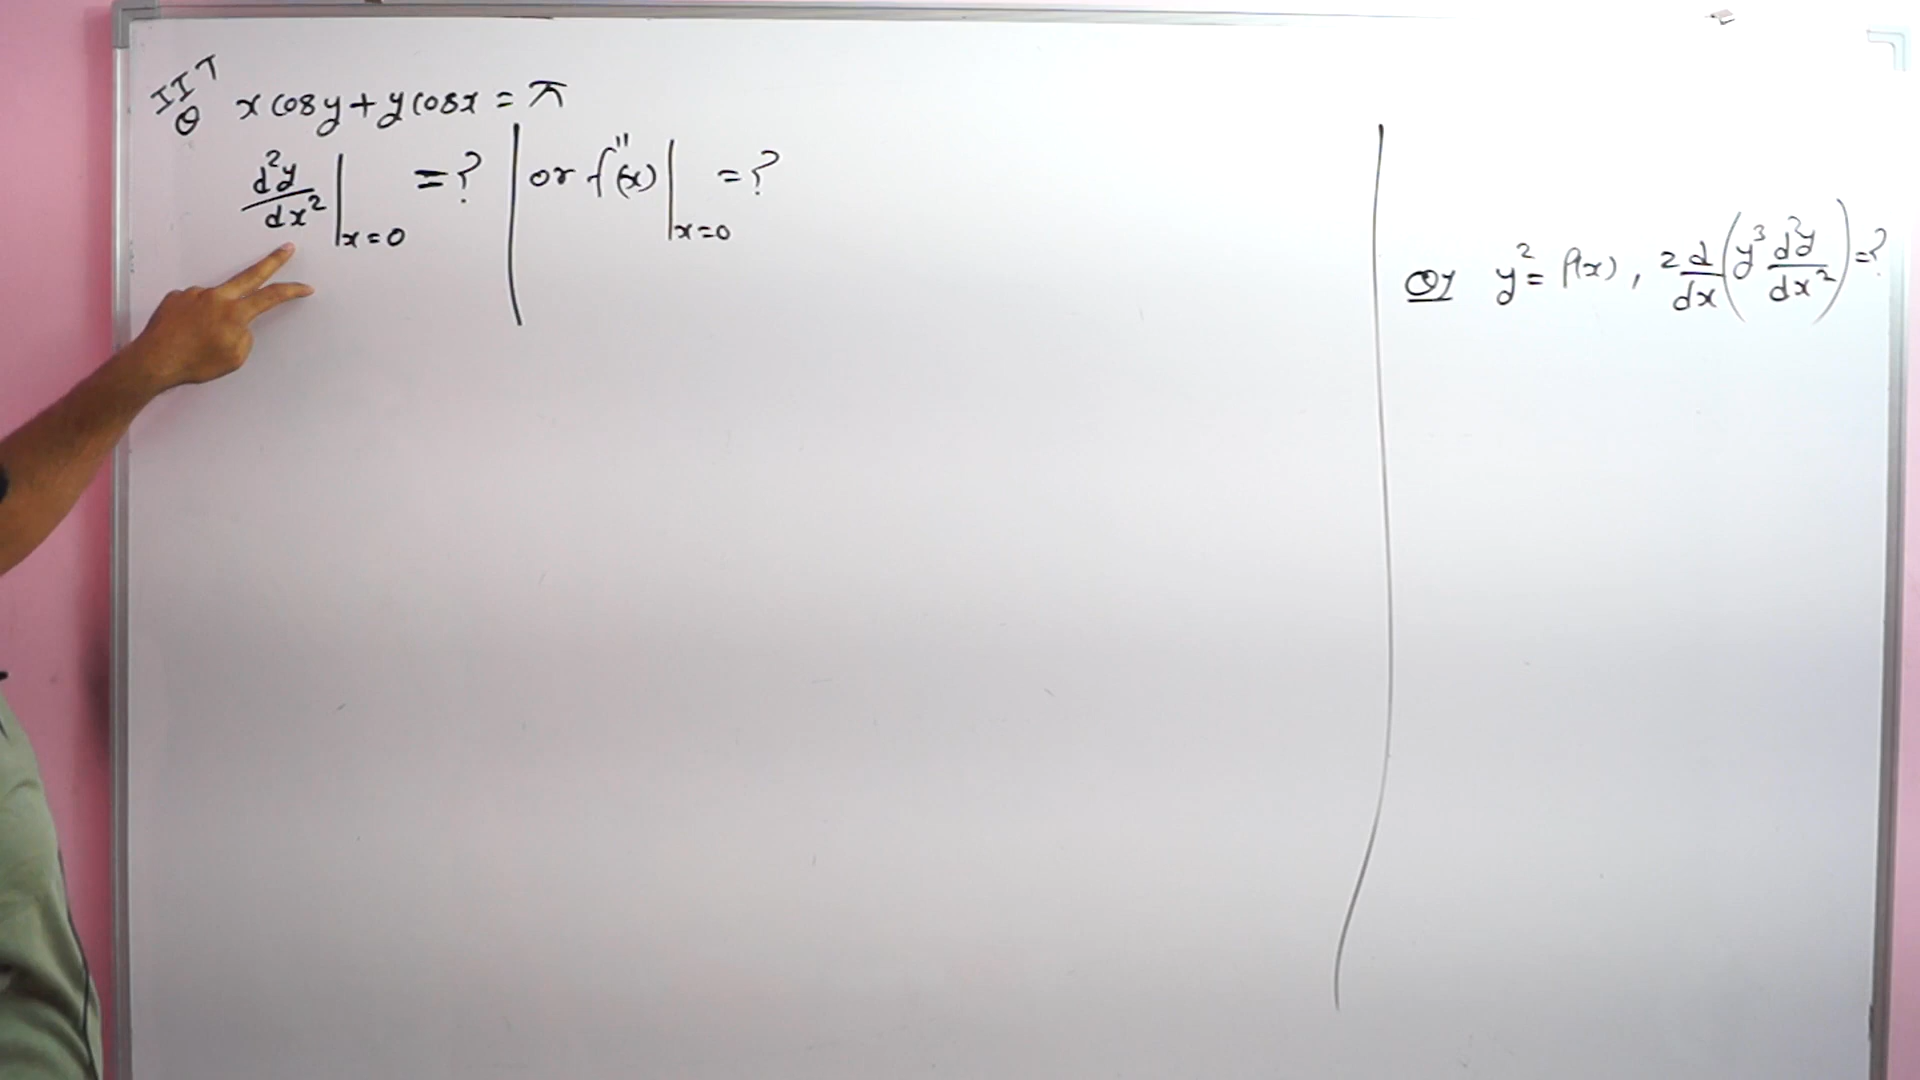 IIT
Q x cos y + y cos x = π
d²y/dx² |x=0 = ? | or f''(x) |x=0 = ?
Q] y² = P(x), 2 d/dx (y³ d²y/dx²) = ?